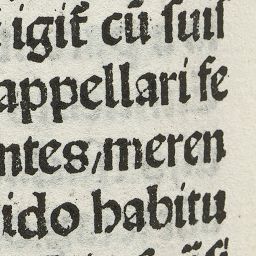 igit᷑ cū ſuiſ
appellari fe
ntes, meren
ido habitu